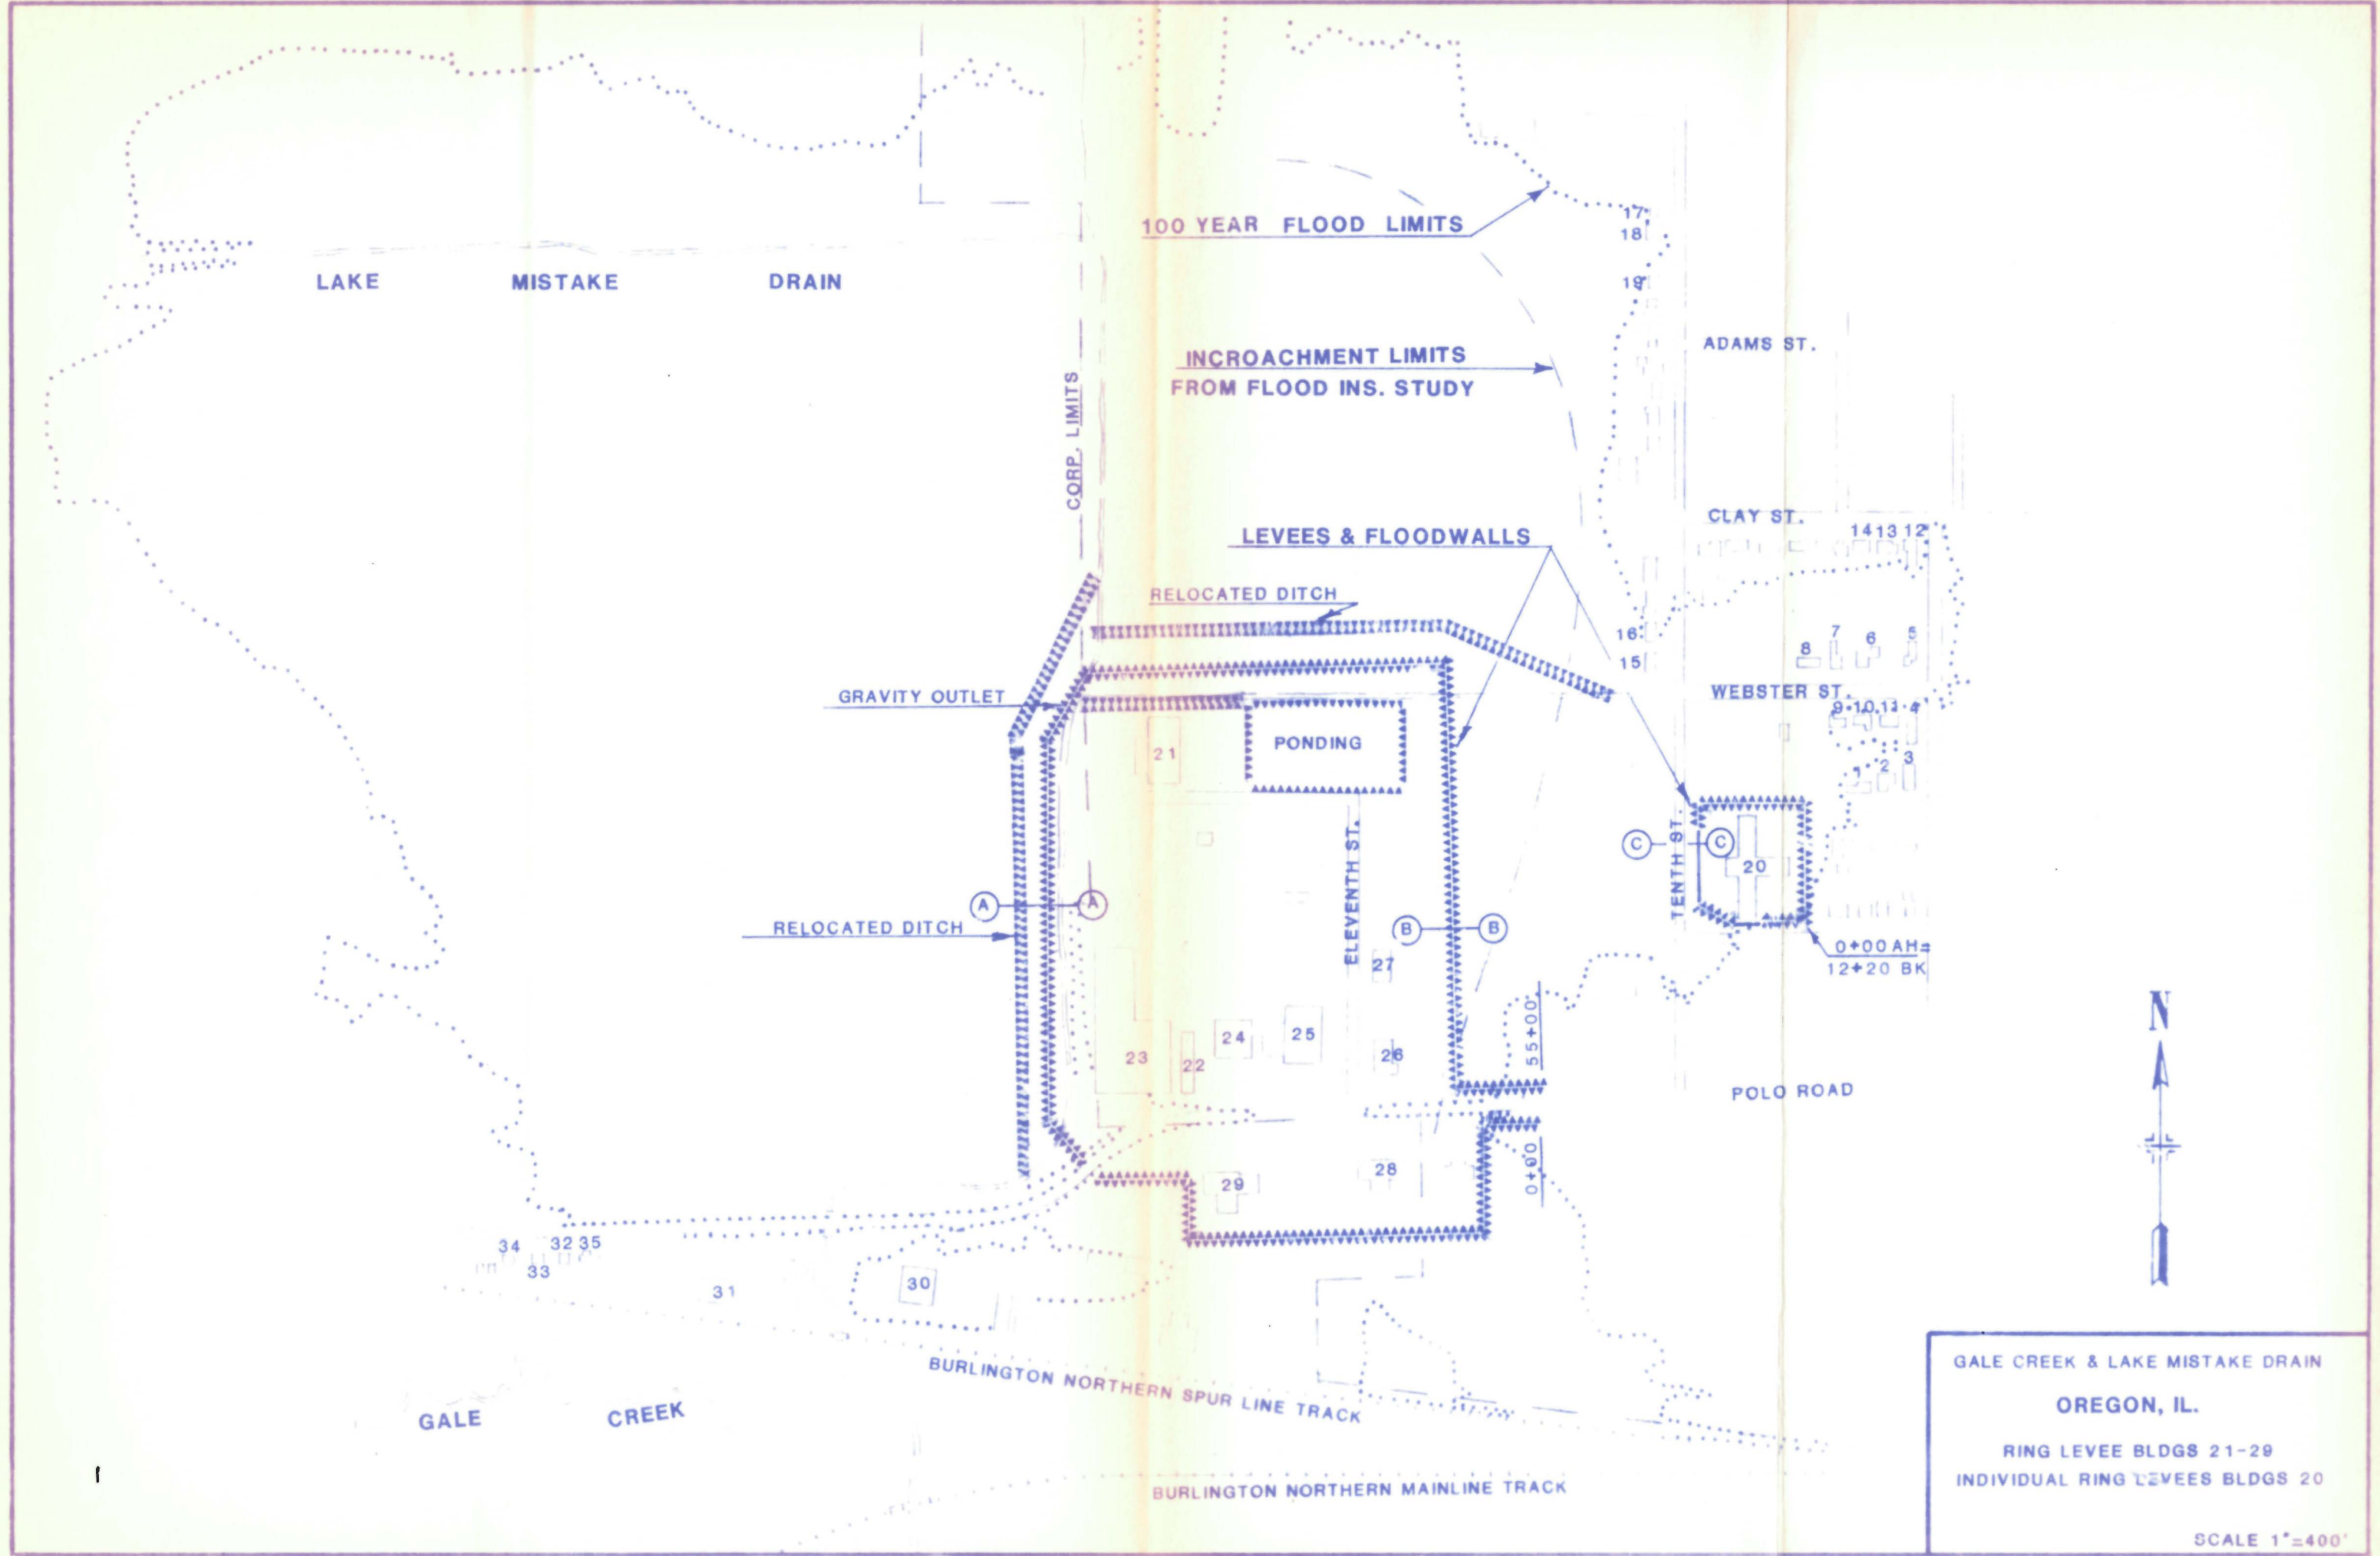 100 YEAR FLOOD LIMITS
17
18
19
LAKE MISTAKE DRAIN
ADAMS ST.
INCROACHMENT LIMITS
FROM FLOOD INS. STUDY
CORP. LIMITS
CLAY ST.
14 13 12
LEVEES & FLOODWALLS
RELOCATED DITCH
16
15
8 7 6 5
GRAVITY OUTLET
WEBSTER ST.
9 10 11 4
PONDING
21
1 2 3
ELEVENTH ST.
TENTH ST.
C C
20
A A
RELOCATED DITCH
B B
0+00 AH=
12+20 BK
27
23 22 24 25 26
55+00
N
POLO ROAD
0+00
29 28
34 32 35
33
31
30
BURLINGTON NORTHERN SPUR LINE TRACK
GALE CREEK
BURLINGTON NORTHERN MAINLINE TRACK
GALE CREEK & LAKE MISTAKE DRAIN
OREGON, IL.
RING LEVEE BLDGS 21-29
INDIVIDUAL RING LEVEES BLDGS 20
SCALE 1"=400'